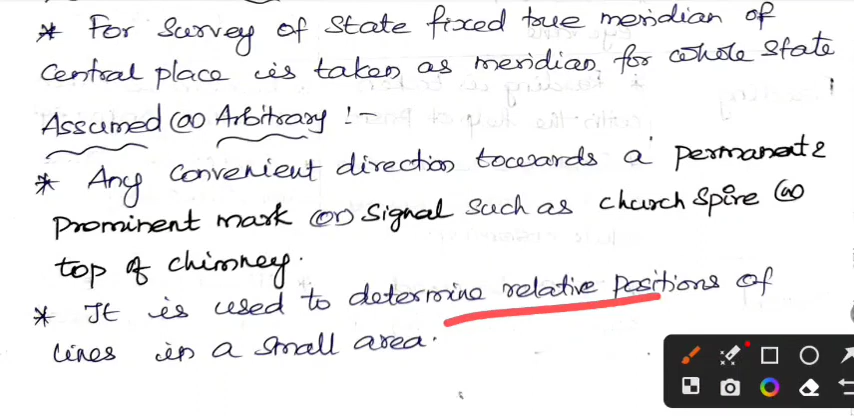 * For Survey of State fixed true meridian of
Central place is taken as meridian for whole State
Assumed (or) Arbitrary :-
* Any convenient direction towards a permanent &
Prominent mark (or) Signal such as church Spire (or)
top of chimney.
* It is used to determine relative positions of
lines in a small area.